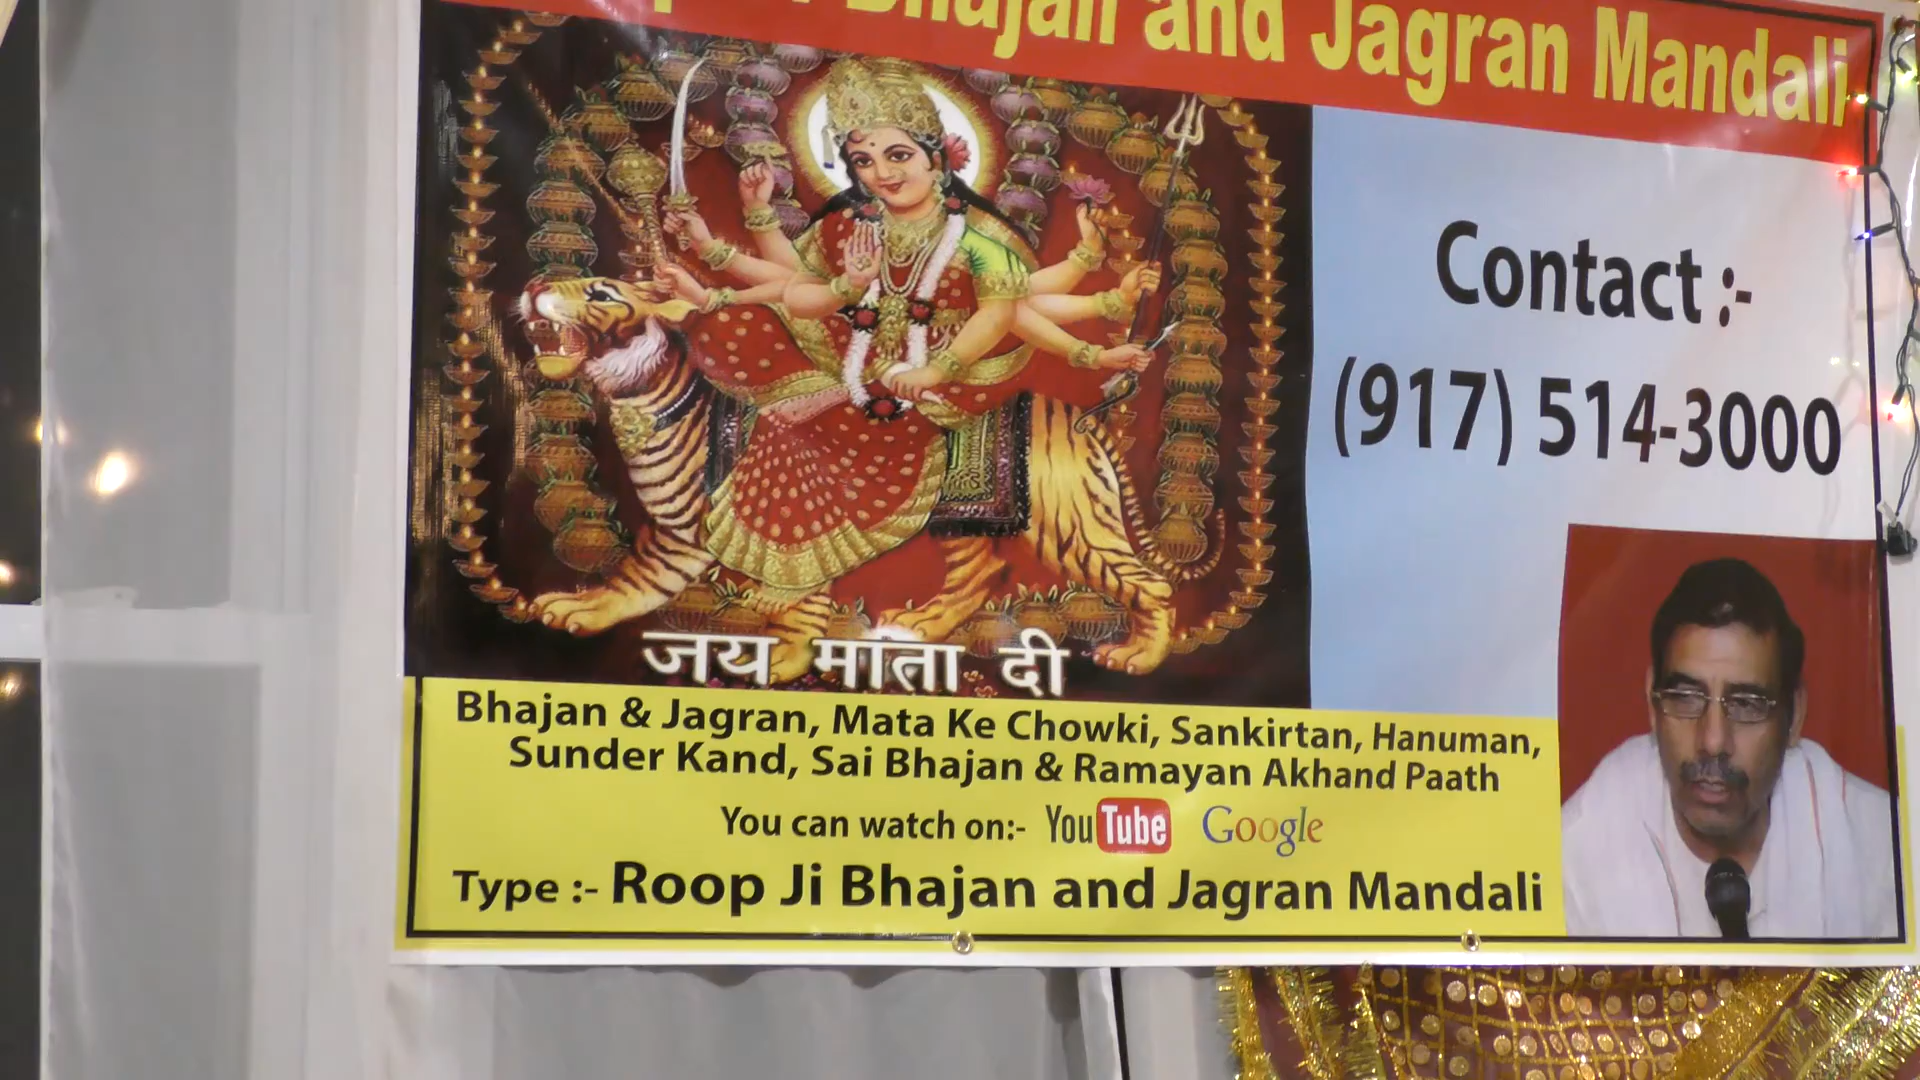 Bhajan and Jagran Mandali
Contact :-
(917) 514-3000
जय माता दी
Bhajan & Jagran, Mata Ke Chowki, Sankirtan, Hanuman,
Sunder Kand, Sai Bhajan & Ramayan Akhand Paath
You can watch on:- YouTube Google
Type :- Roop Ji Bhajan and Jagran Mandali